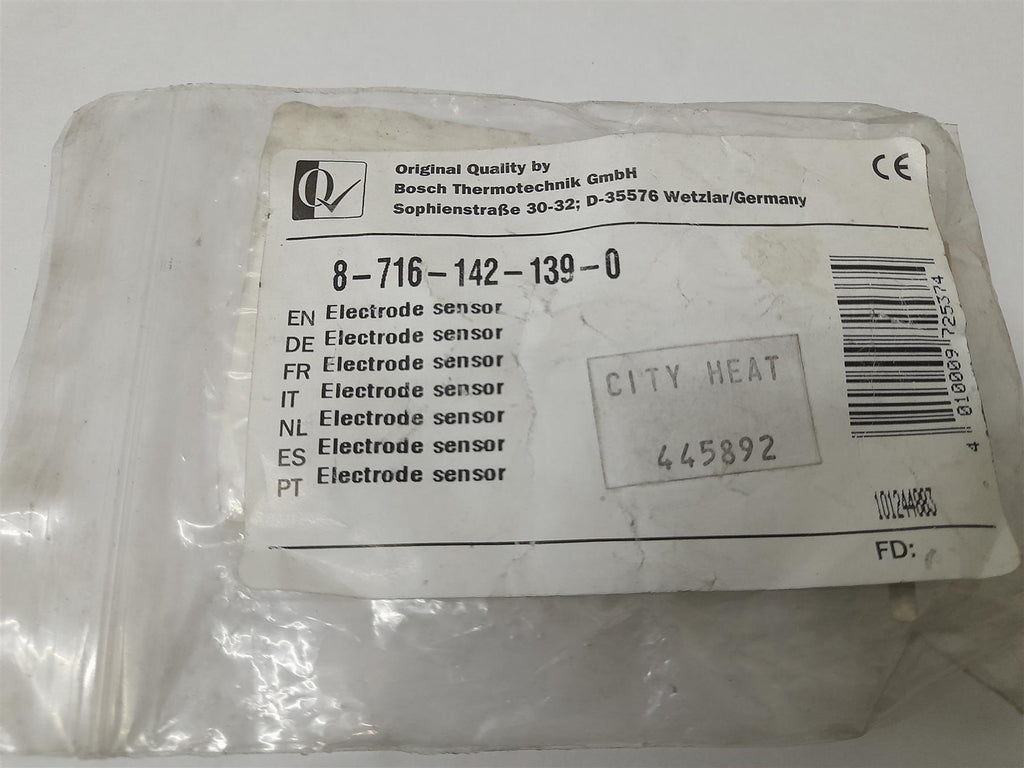 Q
Original Quality by
Bosch Thermotechnik GmbH
Sophienstraße 30-32; D-35576 Wetzlar/Germany
CE
8-716-142-139-0
EN Electrode sensor
DE Electrode sensor
FR Electrode sensor
IT Electrode sensor
NL Electrode sensor
ES Electrode sensor
PT Electrode sensor
CITY HEAT
445892
4 010009 725374
FD: